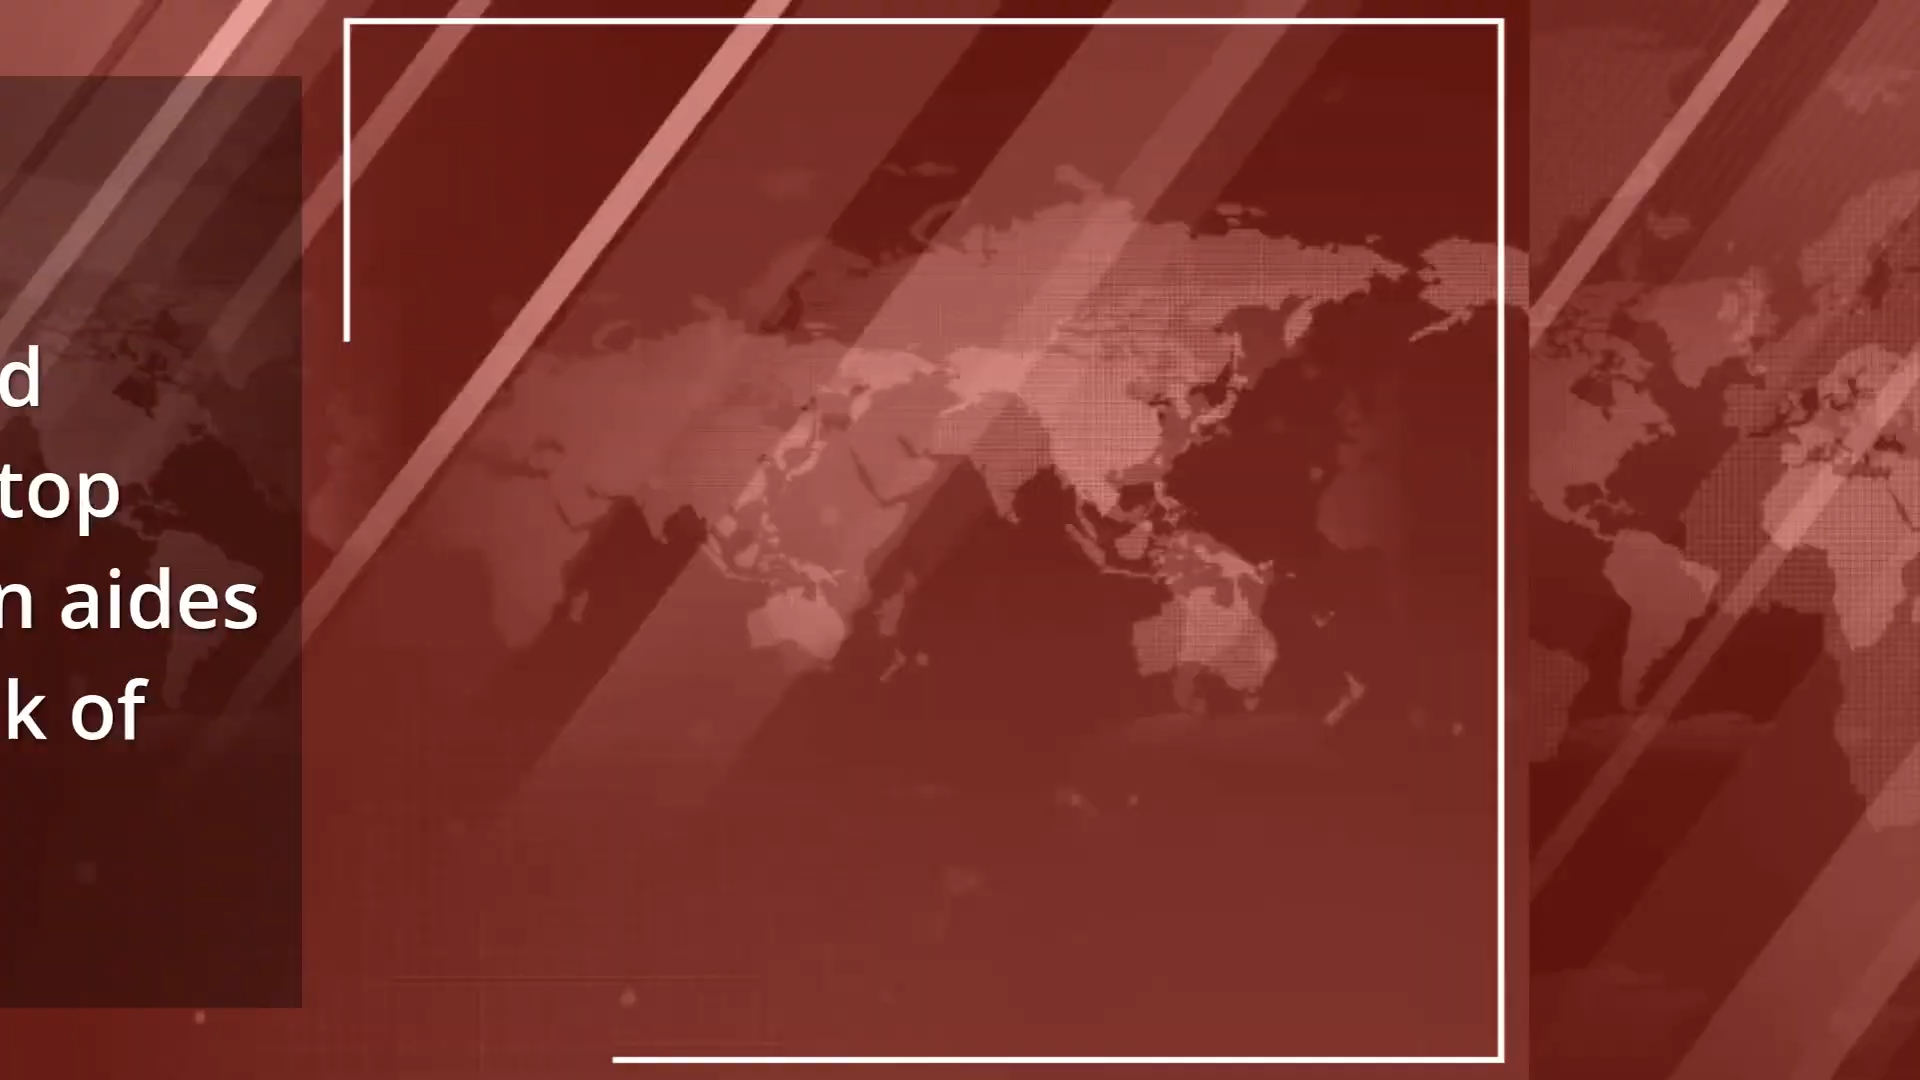 d
top
n aides
k of